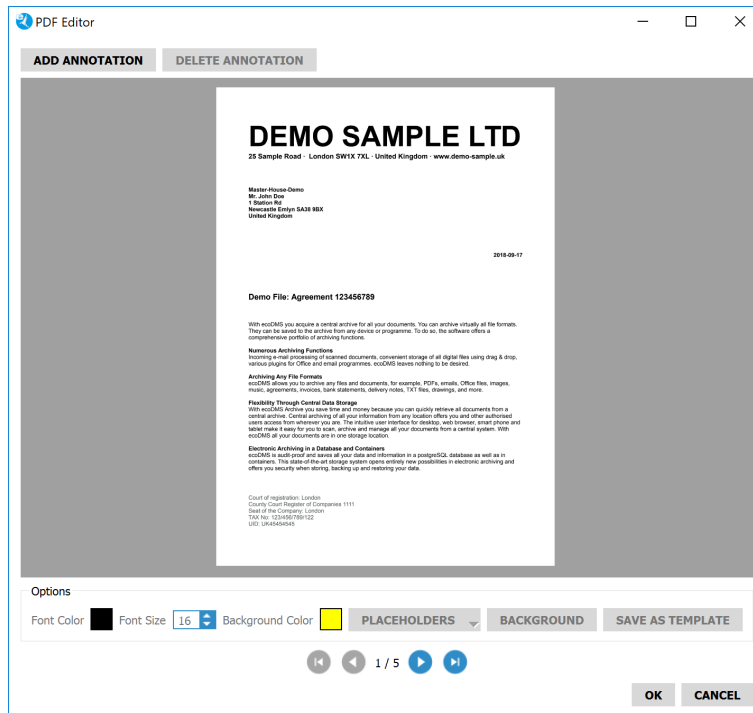 PDF Editor
ADD ANNOTATION DELETE ANNOTATION
DEMO SAMPLE LTD
25 Sample Road · London SW1X 7XL · United Kingdom · www.demo-sample.uk
Master-House-Demo
Mr. John Doe
1 Station Rd
Newcastle Emlyn SA38 9BX
United Kingdom
2018-09-17
Demo File: Agreement 123456789
With ecoDMS you acquire a central archive for all your documents. You can archive virtually all file formats.
They can be saved to the archive from any device or programme. To do so, the software offers a
comprehensive portfolio of archiving functions.
Numerous Archiving Functions
Incoming e-mail processing of scanned documents, convenient storage of all digital files using drag & drop,
various plugins for Office and email programmes. ecoDMS leaves nothing to be desired.
Archiving Any File Formats
ecoDMS allows you to archive any files and documents, for example, PDFs, emails, Office files, images,
music, agreements, invoices, bank statements, delivery notes, TXT files, drawings, and more.
Flexibility Through Central Data Storage
With ecoDMS Archive you save time and money because you can quickly retrieve all documents from a
central archive. Central archiving of all your information from any location offers you and other authorised
users access from wherever you are. The intuitive user interface for desktop, web browser, smart phone and
tablet make it easy for you to scan, archive and manage all your documents from a central system. With
ecoDMS all your documents are in one storage location.
Electronic Archiving in a Database and Containers
ecoDMS is audit-proof and saves all your data and information in a postgreSQL database as well as in
containers. This state-of-the-art storage system opens entirely new possibilities in electronic archiving and
offers you security when storing, backing up and restoring your data.
Court of registration: London
County Court Register of Companies 1111
Seat of the Company: London
TAX No: 123/456/789/122
UID: UK45454545
Options
Font Color Font Size 16 Background Color PLACEHOLDERS BACKGROUND SAVE AS TEMPLATE
1 / 5
OK CANCEL